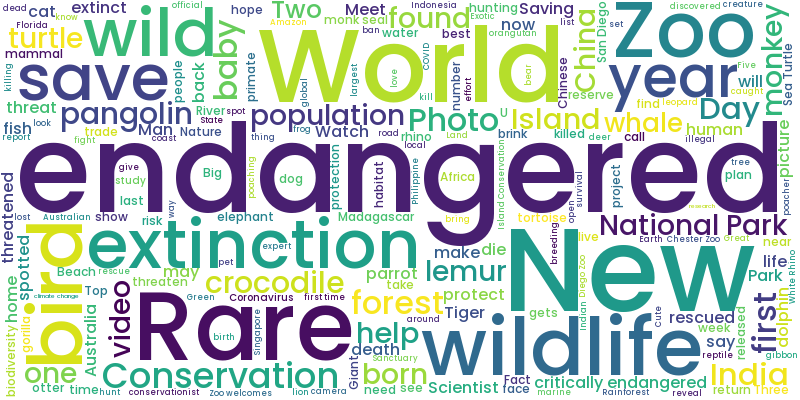 dead
cat
Florida
extinct
hope
Two
monk seal
Meet
official
know
Amazon
Indonesia
ban
found
hunting
Exotic
now
Saving
list
discovered
creature
San Diego
set
Zoo
turtle
wild
baby
World
water
best
orangutan
China
monkey
mammal
killing
save
people
back
primate
global
largest
love
COVID
kill
number
effort
bear
Chinese
reserve
year
Five
will
caught
Sea Turtle
threat
pangolin
River
spot
population
Photo
U
Island
find
leopard
Day
fish
look
trade
Man
Nature
State
thing
frog
Watch
road
rhino
brink
whale
killed
human
report
fight
coast
local
land
deer
call
illegal
picture
endangered
threatened
give
study
last
way
Big
poaching
dog
protection
habitat
Philippine
Africa
Island Conservation
open
survival
project
tree
plan
poacher
lost
Australian
show
risk
elephant
Madagascar
bring
tortoise
research
National Park
spotted
bird
extinction
expert
pet
make
die
breeding
live
Earth
Chester Zoo
Great
near
New
Beach
rescue
may
threaten
parrot
take
lemur
life
Park
White Rhino
climate change
Top
crocodile
protect
Indian
Diego Zoo
home
biodiversity
gorilla
Australia
video
Green
Coronavirus
first time
forest
Tiger
gets
Cute
rescued
week
released
first
dolphin
Rare
birth
Singapore
around
help
wildlife
say
reptile
gibbon
one
Conservation
death
Giant
Sanctuary
born
Scientist
Fact
face
critically endangered
India
otter
time
hunt
conservationist
Zoo welcomes
lion
camera
need
see
marine
Rainforest
reveal
return
Three